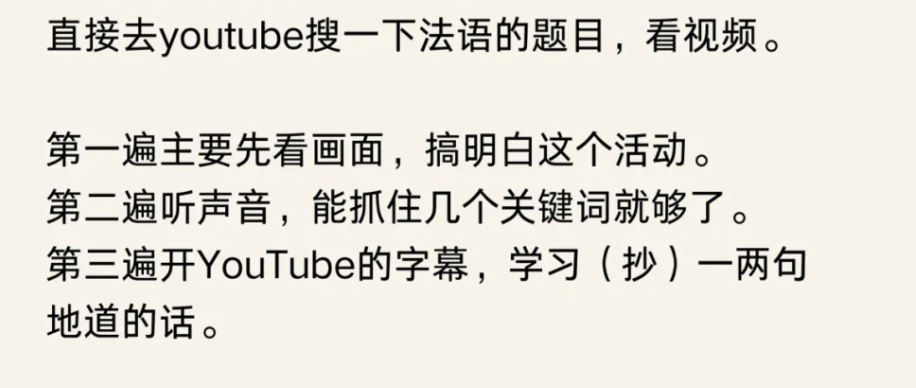 直接去youtube搜一下法语的题目，看视频。
第一遍主要先看画面，搞明白这个活动。
第二遍听声音，能抓住几个关键词就够了。
第三遍开YouTube的字幕，学习（抄）一两句
地道的话。